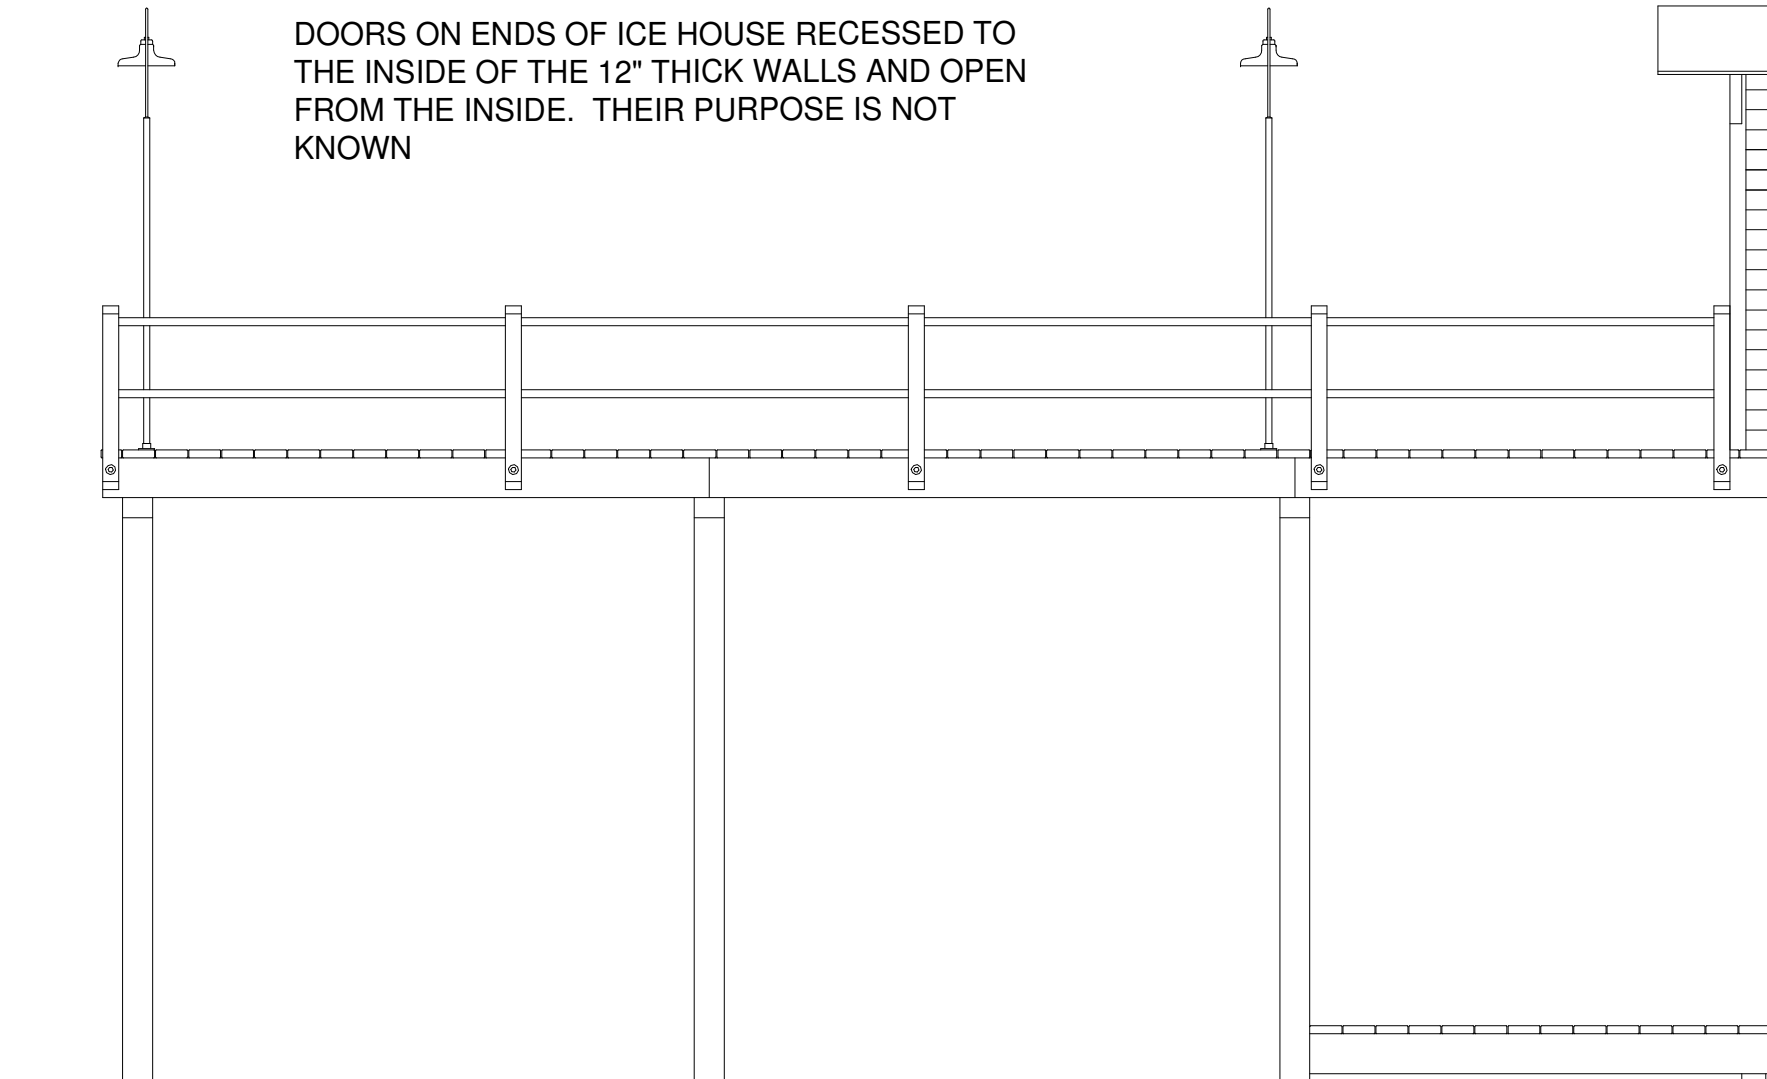 DOORS ON ENDS OF ICE HOUSE RECESSED TO
THE INSIDE OF THE 12" THICK WALLS AND OPEN
FROM THE INSIDE.  THEIR PURPOSE IS NOT
KNOWN